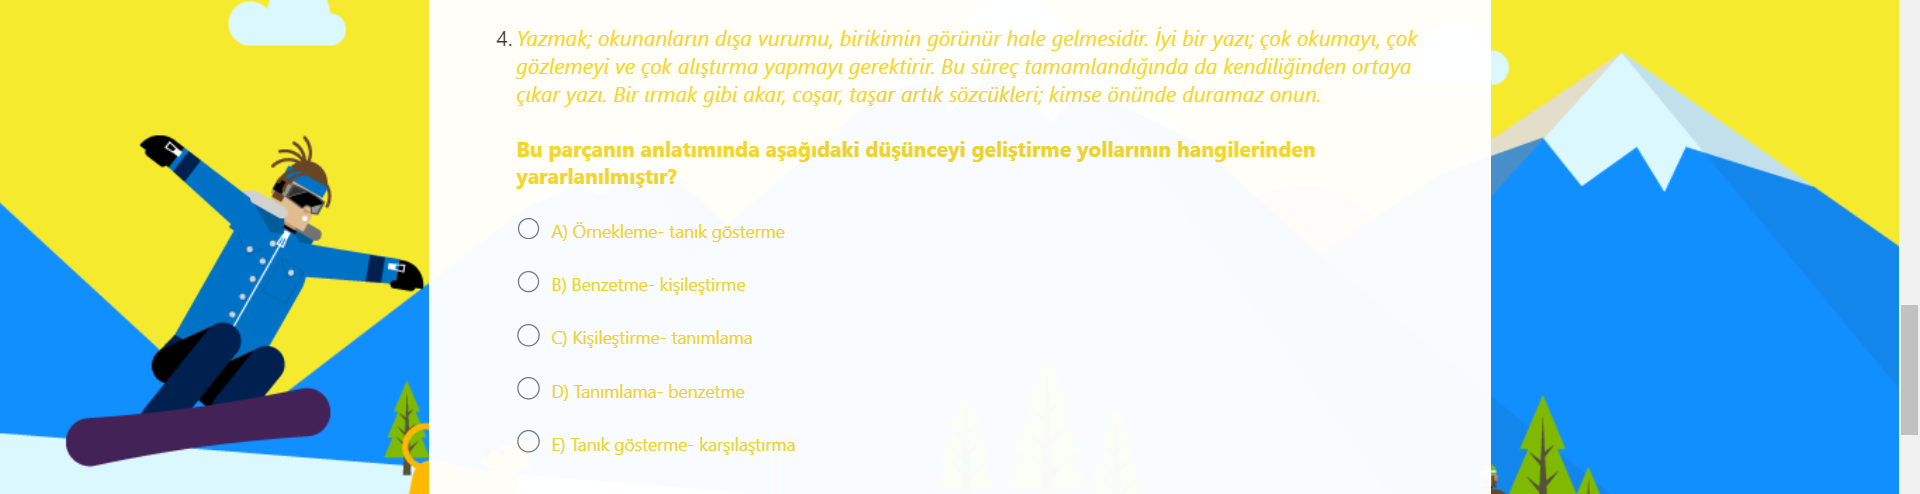 4. Yazmak; okunanların dışa vurumu, birikimin görünür hale gelmesidir. İyi bir yazı; çok okumayı, çok
gözlemeyi ve çok alıştırma yapmayı gerektirir. Bu süreç tamamlandığında da kendiliğinden ortaya
çıkar yazı. Bir ırmak gibi akar, coşar, taşar artık sözcükleri; kimse önünde duramaz onun.
Bu parçanın anlatımında aşağıdaki düşünceyi geliştirme yollarının hangilerinden
yararlanılmıştır?
A) Örnekleme- tanık gösterme
B) Benzetme- kişileştirme
C) Kişileştirme- tanımlama
D) Tanımlama- benzetme
E) Tanık gösterme- karşılaştırma